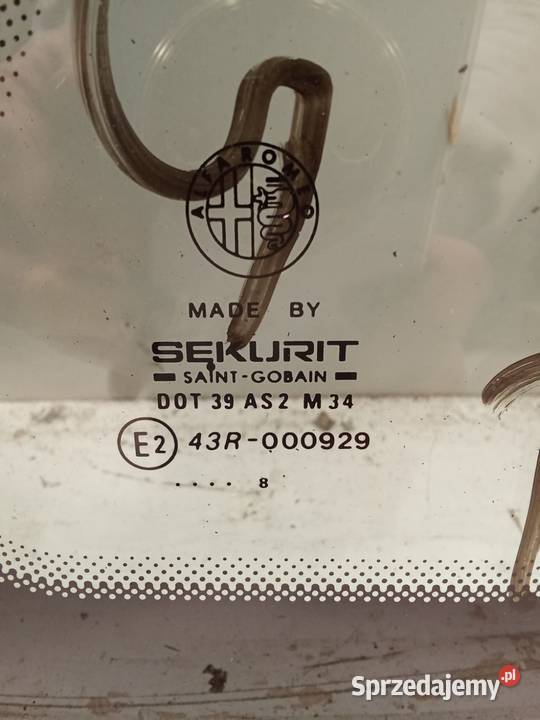 ALFA ROMEO
MADE BY
SEKURIT
SAINT-GOBAIN
DOT 39 AS2 M34
E2 43R-000929
.... 8
Sprzedajemy.pl